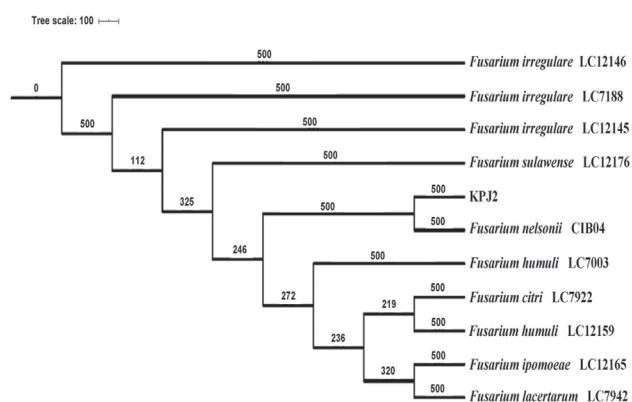 Tree scale: 100
500
Fusarium irregulare LC12146
0
500
Fusarium irregulare LC7188
500
500
Fusarium irregulare LC12145
112
500
Fusarium sulawense LC12176
325
500
KPJ2
500
500
Fusarium nelsonii CIB04
246
500
Fusarium humuli LC7003
272
500
Fusarium citri LC7922
219
500
Fusarium humuli LC12159
236
500
Fusarium ipomoeae LC12165
320
500
Fusarium lacertarum LC7942